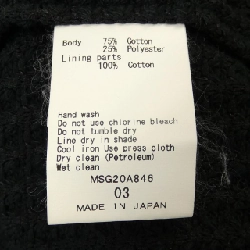 Body 75% Cotton
25% Polyester
Lining parts
100% Cotton
Hand wash
Do not use chlorine bleach
Do not tumble dry
Line dry in shade
Cool iron Use press cloth
Dry clean (Petroleum)
Wet clean
MSG20A846
03
MADE IN JAPAN